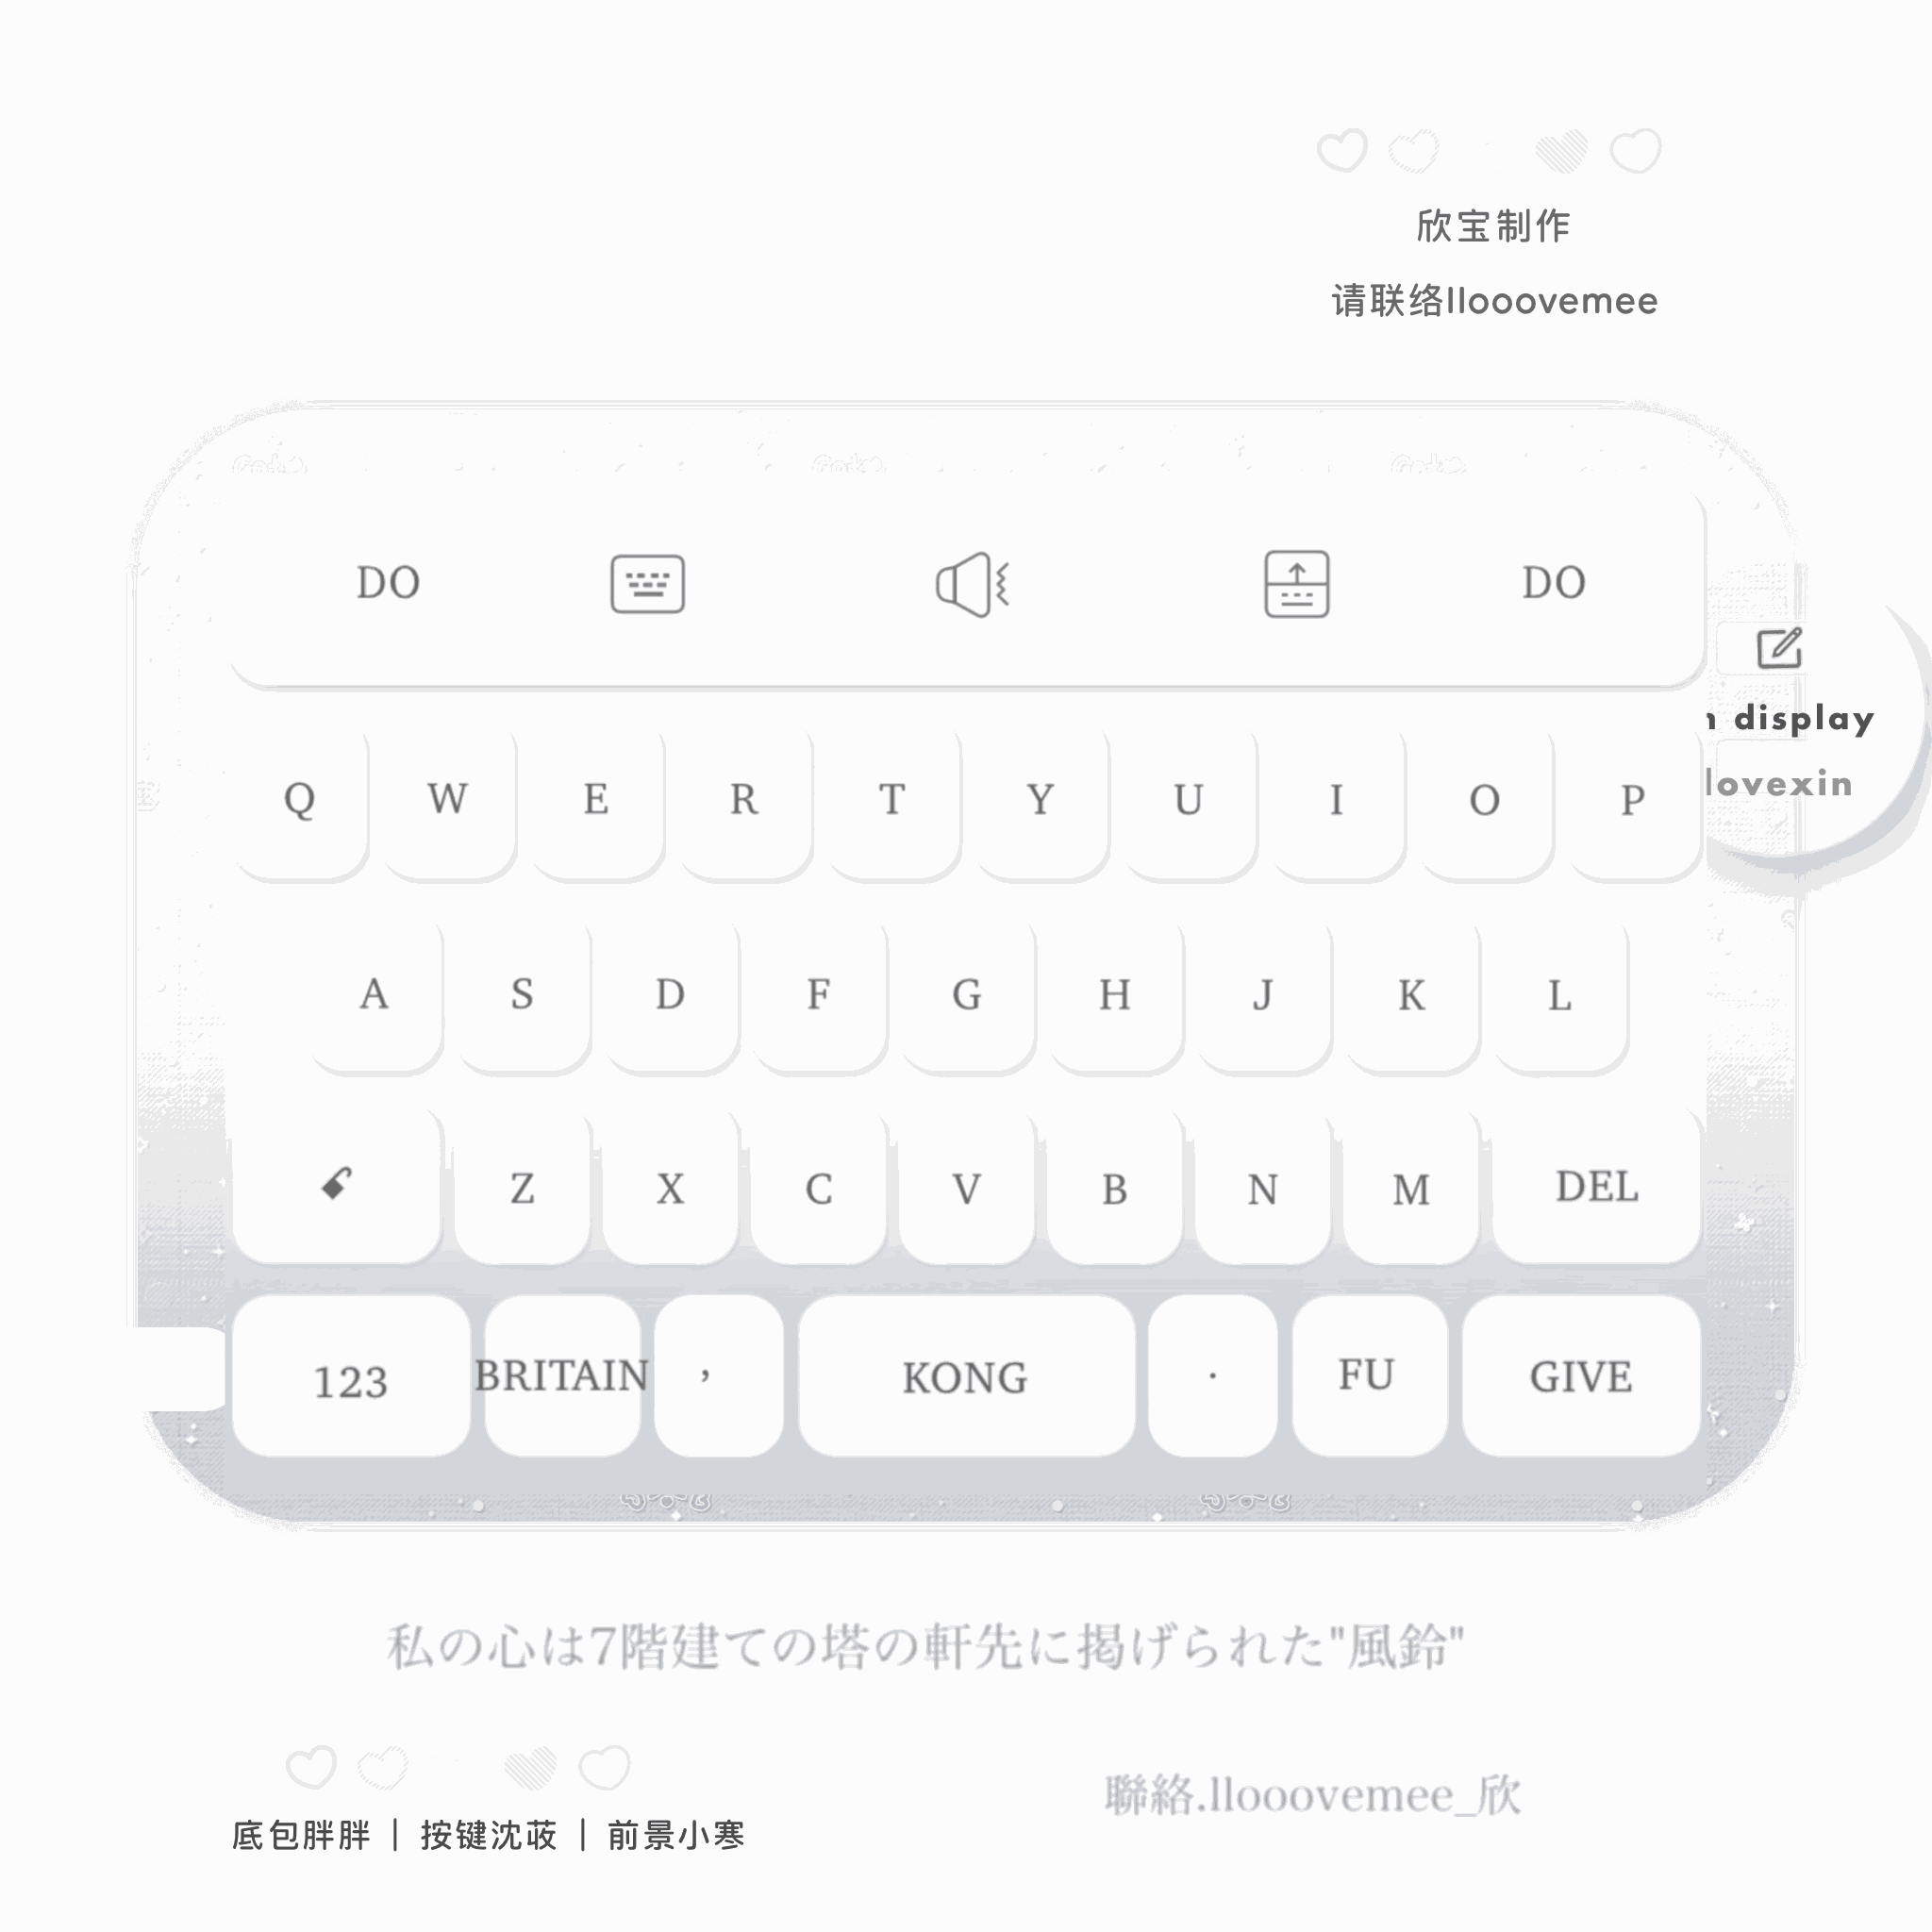 欣宝制作
请联络llooovemee
DO DO
display
lovexin
Q W E R T Y U I O P
A S D F G H J K L
Z X C V B N M DEL
123 BRITAIN , KONG . FU GIVE
私の心は7階建ての塔の軒先に掲げられた"風鈴"
聯絡.llooovemee_欣
底包胖胖 | 按键沈荍 | 前景小寒